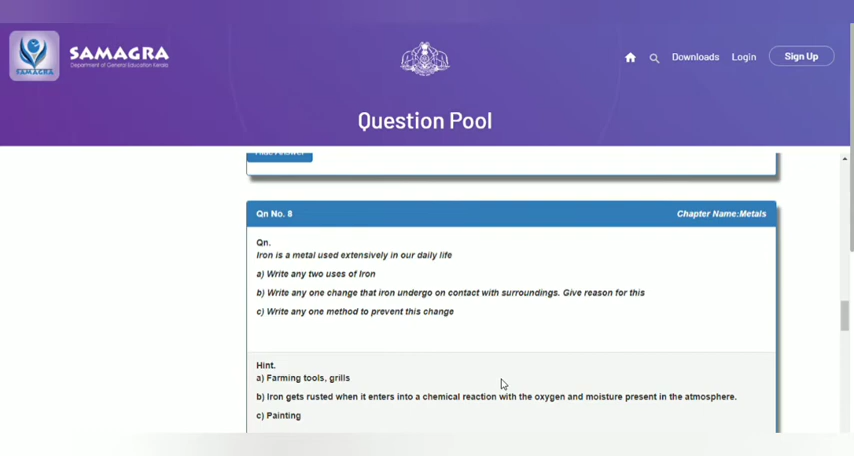 SAMAGRA
Department of General Education Kerala
SAMAGRA
Downloads
Login
Sign Up
Question Pool
Hide Answer
Qn No. 8
Chapter Name:Metals
Qn.
Iron is a metal used extensively in our daily life
a) Write any two uses of Iron
b) Write any one change that iron undergo on contact with surroundings. Give reason for this
c) Write any one method to prevent this change
Hint.
a) Farming tools, grills
b) Iron gets rusted when it enters into a chemical reaction with the oxygen and moisture present in the atmosphere.
c) Painting